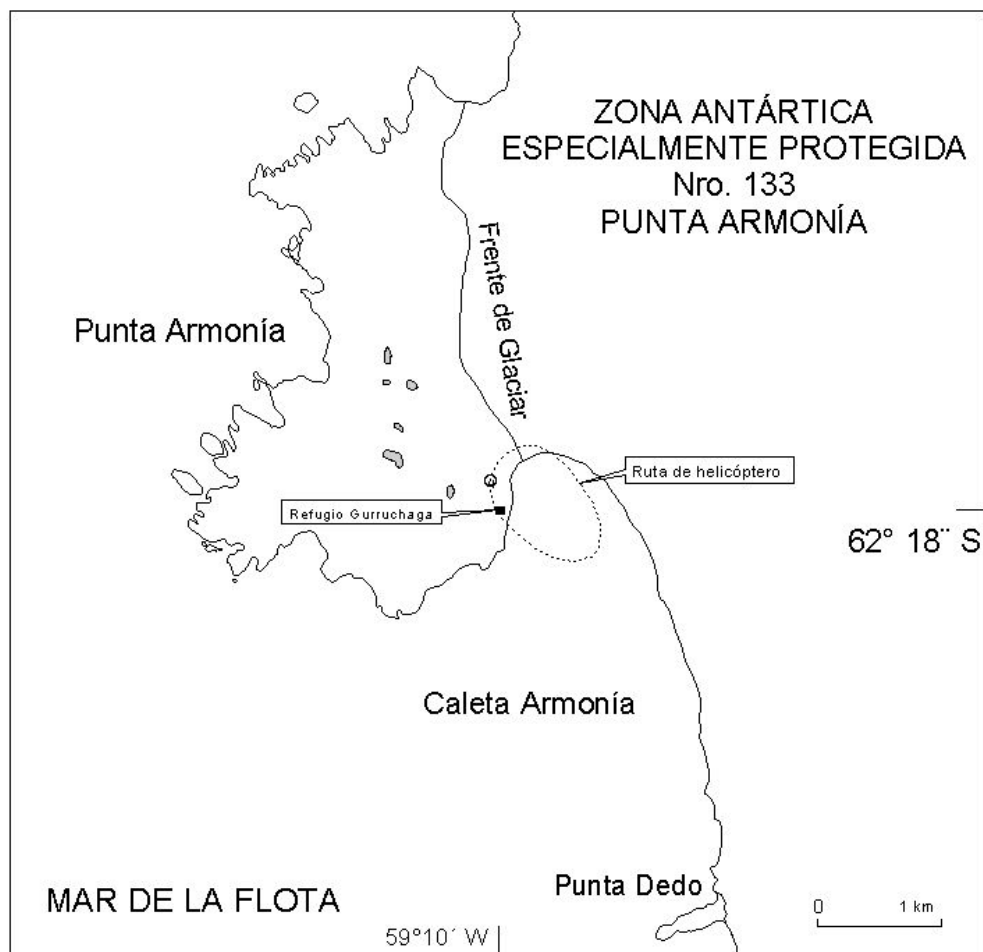 ZONA ANTÁRTICA
ESPECIALMENTE PROTEGIDA
Nro. 133
PUNTA ARMONÍA
Frente de Glaciar
Punta Armonía
Ruta de helicóptero
Refugio Gurruchaga
62° 18¨ S
Caleta Armonía
Punta Dedo
MAR DE LA FLOTA
0 1 km
59°10´ W